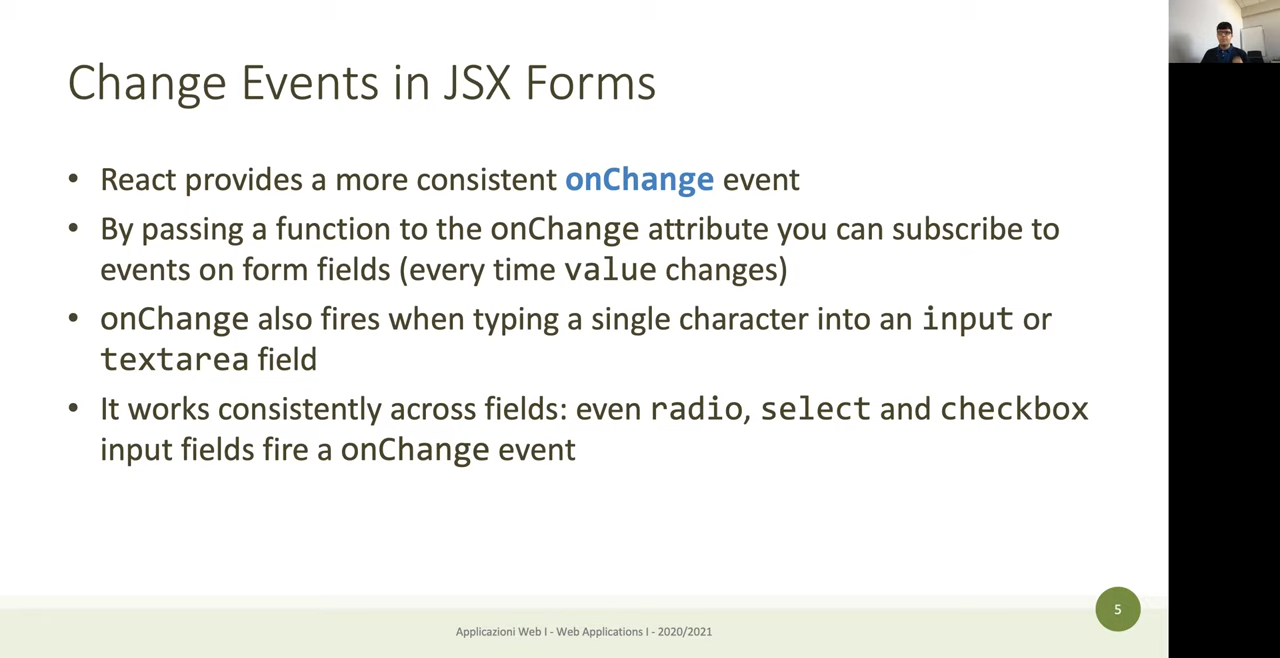 Change Events in JSX Forms
• React provides a more consistent onChange event
• By passing a function to the onChange attribute you can subscribe to
events on form fields (every time value changes)
• onChange also fires when typing a single character into an input or
textarea field
• It works consistently across fields: even radio, select and checkbox
input fields fire a onChange event
5
Applicazioni Web I - Web Applications I - 2020/2021